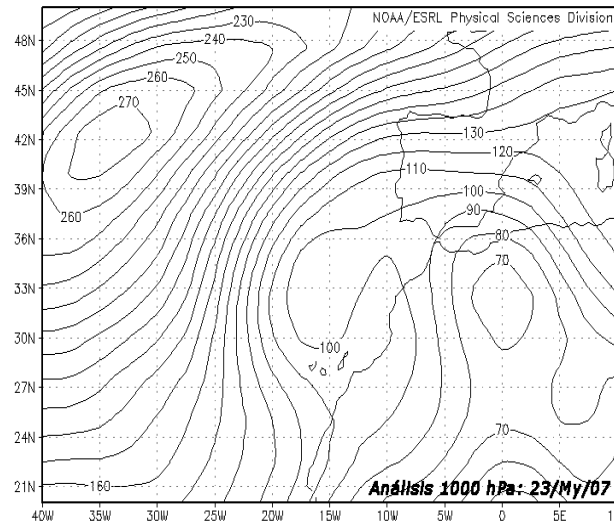 NOAA/ESRL Physical Sciences Division
48N
45N
42N
39N
36N
33N
30N
27N
24N
21N
230
240
250
260
270
260
130
120
110
100
90
80
70
100
70
160
Análisis 1000 hPa: 23/My/07
40W 35W 30W 25W 20W 15W 10W 5W 0 5E 1